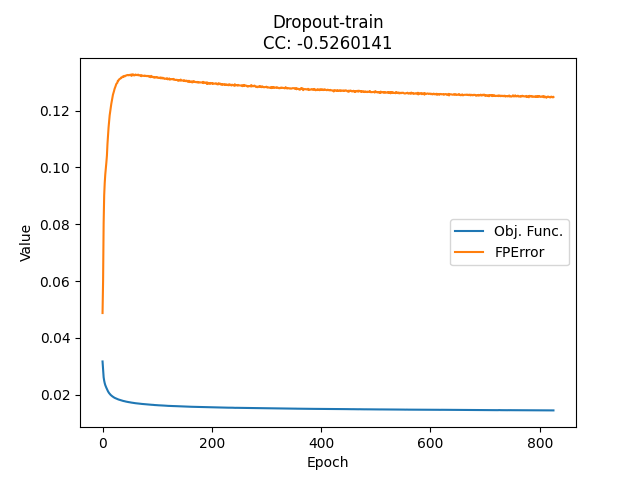 Dropout-train
CC: -0.5260141
0.12
0.10
0.08
0.06
0.04
0.02
Value
Obj. Func.
FPError
0
200
400
600
800
Epoch